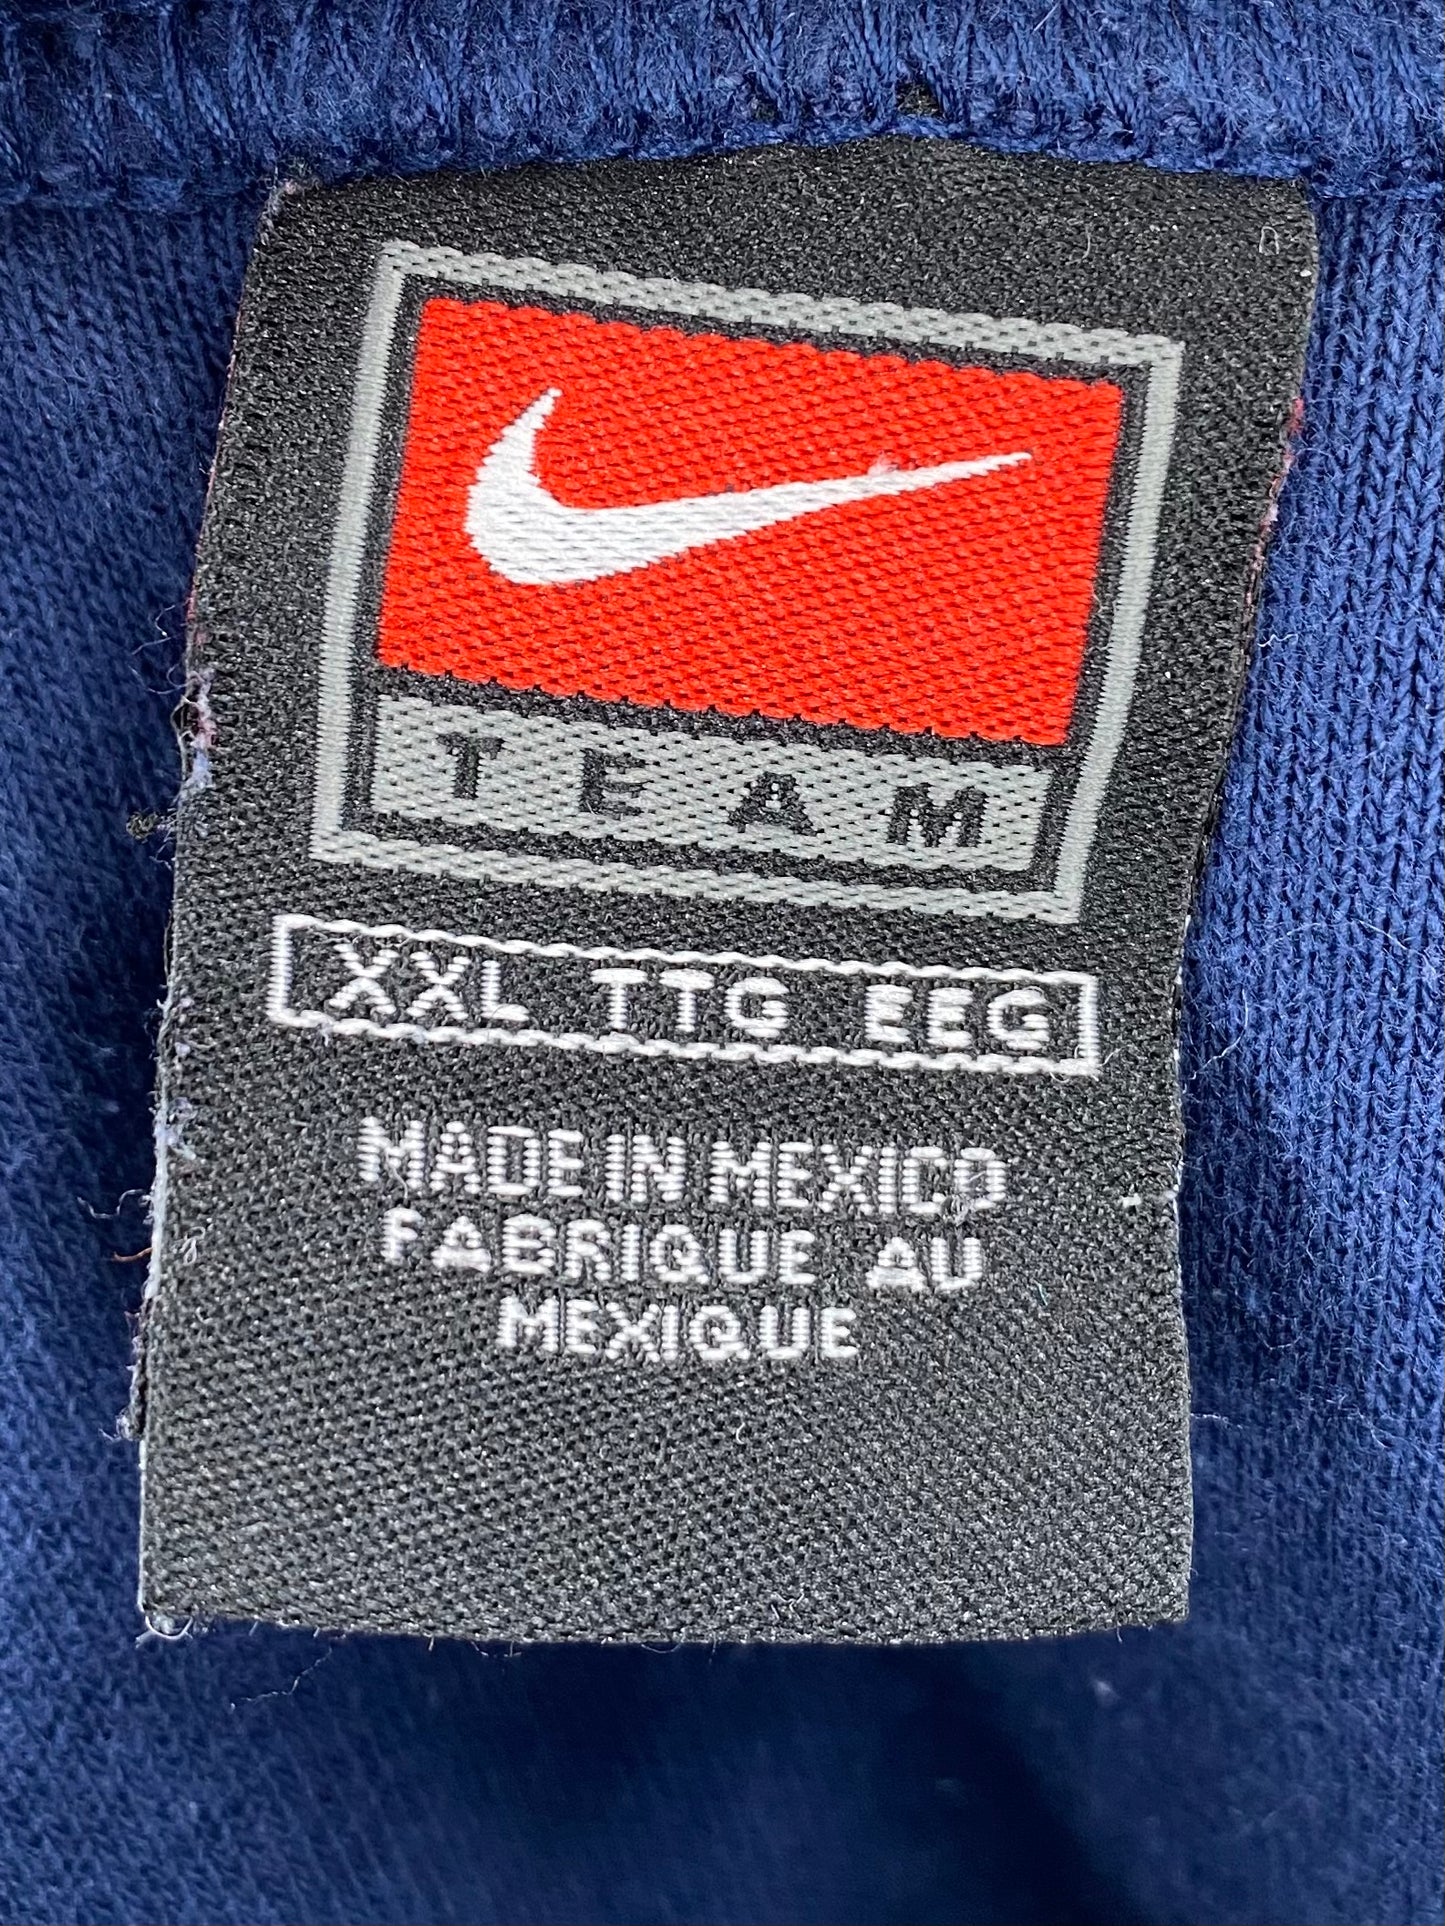 TEAM
XXL TTG EEG
MADE IN MEXICO
FABRIQUE AU
MEXIQUE